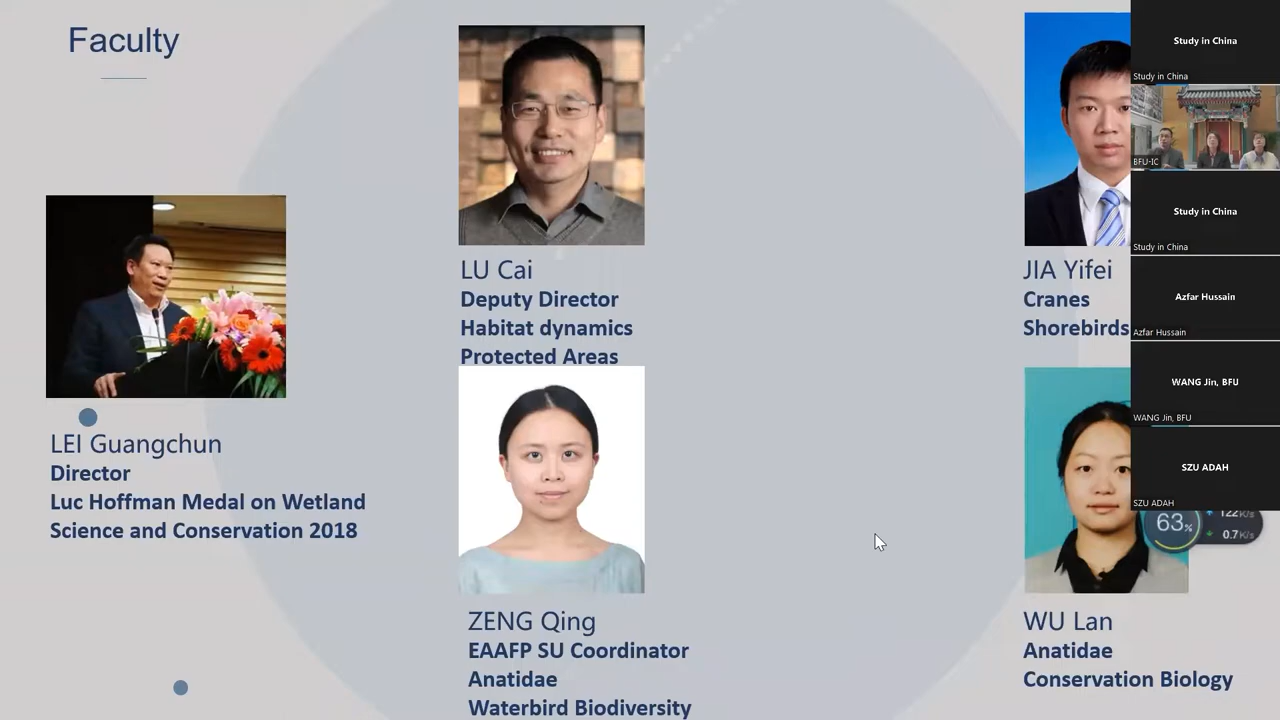 Faculty
LEI Guangchun
Director
Luc Hoffman Medal on Wetland
Science and Conservation 2018
LU Cai
Deputy Director
Habitat dynamics
Protected Areas
ZENG Qing
EAAFP SU Coordinator
Anatidae
Waterbird Biodiversity
JIA Yifei
Cranes
Shorebirds
WU Lan
Anatidae
Conservation Biology
Study in China
Study in China
BFU-IC
Study in China
Study in China
Azfar Hussain
Azfar Hussain
WANG Jin, BFU
WANG Jin, BFU
SZU ADAH
SZU ADAH
63%
122K/s
0.7K/s